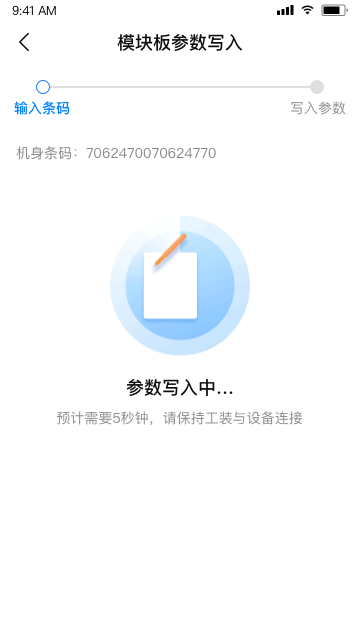 9:41 AM
模块板参数写入
输入条码
写入参数
机身条码：7062470070624770
参数写入中...
预计需要5秒钟，请保持工装与设备连接